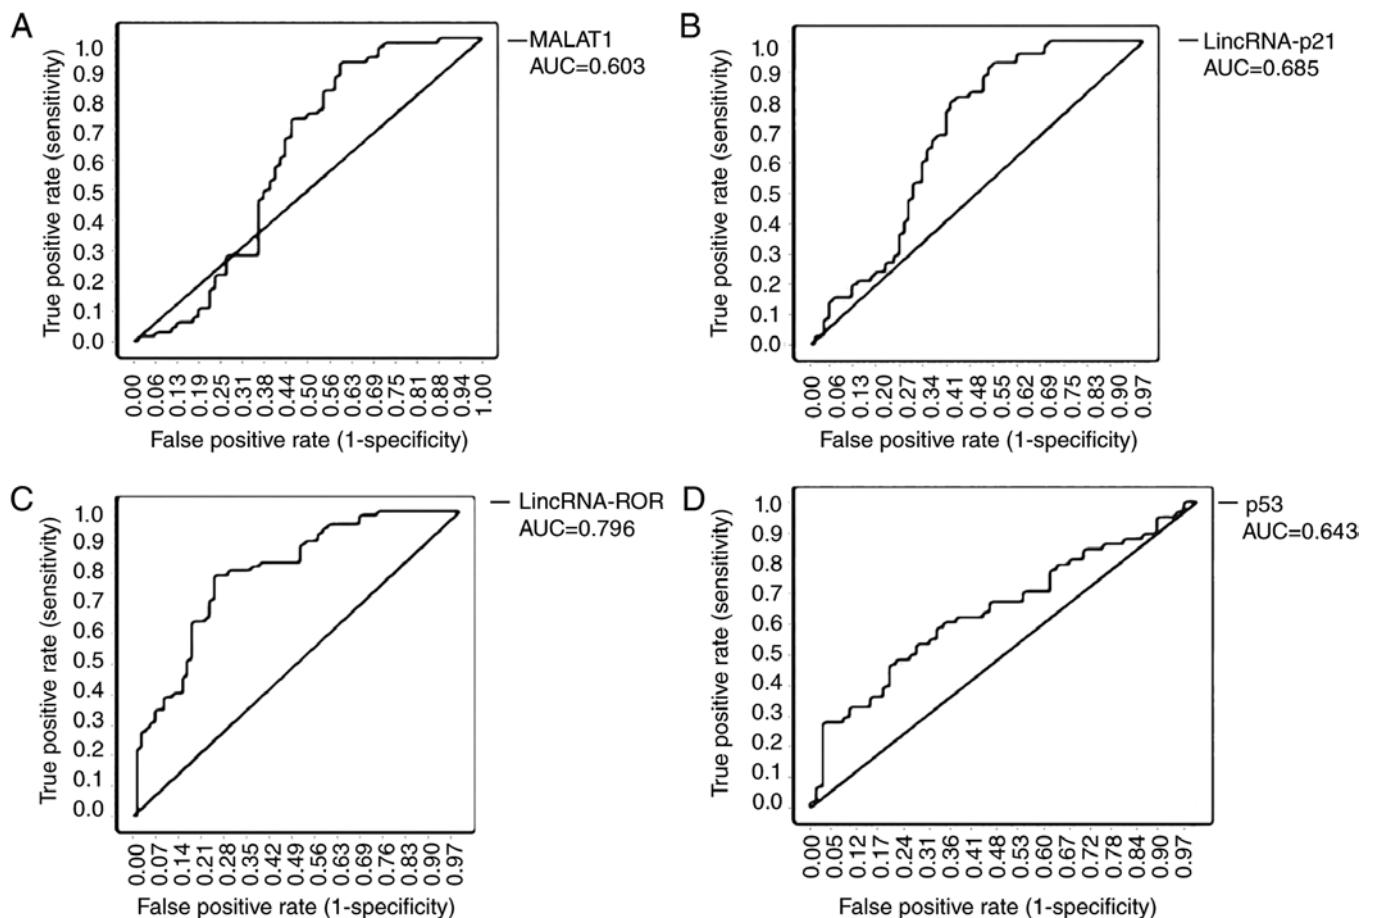 A
MALAT1
AUC=0.603
True positive rate (sensitivity)
1.0
0.9
0.8
0.7
0.6
0.5
0.4
0.3
0.2
0.1
0.0
0.00 0.06 0.13 0.19 0.25 0.31 0.38 0.44 0.50 0.56 0.63 0.69 0.75 0.81 0.88 0.94 1.00
False positive rate (1-specificity)
B
LincRNA-p21
AUC=0.685
True positive rate (sensitivity)
1.0
0.9
0.8
0.7
0.6
0.5
0.4
0.3
0.2
0.1
0.0
0.00 0.06 0.13 0.20 0.27 0.34 0.41 0.48 0.55 0.62 0.69 0.75 0.83 0.90 0.97
False positive rate (1-specificity)
C
LincRNA-ROR
AUC=0.796
True positive rate (sensitivity)
1.0
0.9
0.8
0.7
0.6
0.5
0.4
0.3
0.2
0.1
0.0
0.00 0.07 0.14 0.21 0.28 0.35 0.42 0.49 0.56 0.63 0.69 0.76 0.83 0.90 0.97
False positive rate (1-specificity)
D
p53
AUC=0.643
True positive rate (sensitivity)
1.0
0.9
0.8
0.7
0.6
0.5
0.4
0.3
0.2
0.1
0.0
0.00 0.05 0.12 0.17 0.24 0.31 0.36 0.41 0.48 0.53 0.60 0.67 0.72 0.78 0.84 0.90 0.97
False positive rate (1-specificity)